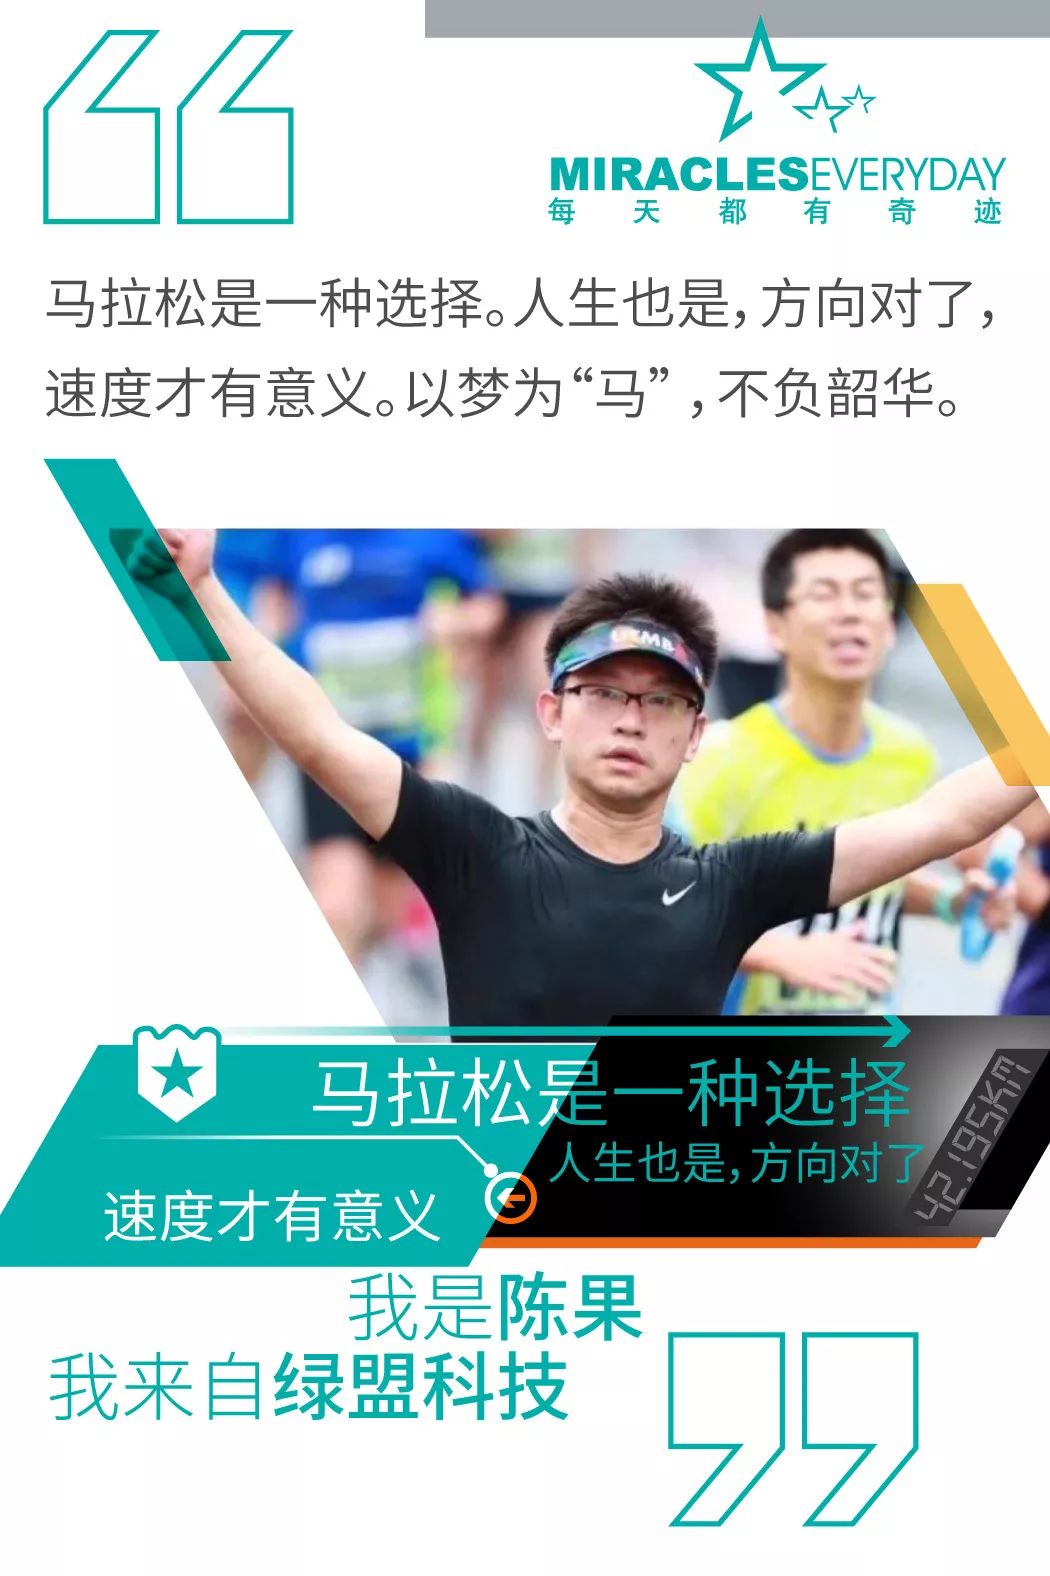 MIRACLESEVERYDAY
每天都有奇迹
马拉松是一种选择。人生也是，方向对了，
速度才有意义。以梦为“马”，不负韶华。
马拉松是一种选择
人生也是，方向对了
42.195KM
速度才有意义
我是陈果
我来自绿盟科技